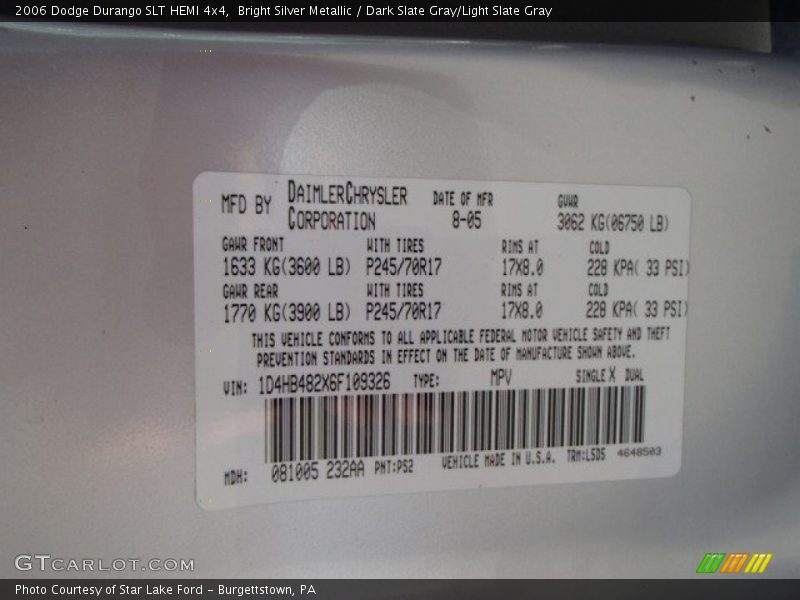 2006 Dodge Durango SLT HEMI 4x4,  Bright Silver Metallic / Dark Slate Gray/Light Slate Gray
MFD BY DAIMLERCHRYSLER CORPORATION DATE OF MFR 8-05 GVWR 3062 KG(06750 LB)
GAWR FRONT WITH TIRES RIMS AT COLD
1633 KG(3600 LB) P245/70R17 17X8.0 228 KPA( 33 PSI)
GAWR REAR WITH TIRES RIMS AT COLD
1770 KG(3900 LB) P245/70R17 17X8.0 228 KPA( 33 PSI)
THIS VEHICLE CONFORMS TO ALL APPLICABLE FEDERAL MOTOR VEHICLE SAFETY AND THEFT
PREVENTION STANDARDS IN EFFECT ON THE DATE OF MANUFACTURE SHOWN ABOVE.
VIN: 1D4HB482X6F109326 TYPE: MPV SINGLE X DUAL
MDH: 081005 232AA PNT:PS2 VEHICLE MADE IN U.S.A. TRM:LSDS 4648503
GTCARLOT.COM
Photo Courtesy of Star Lake Ford – Burgettstown, PA